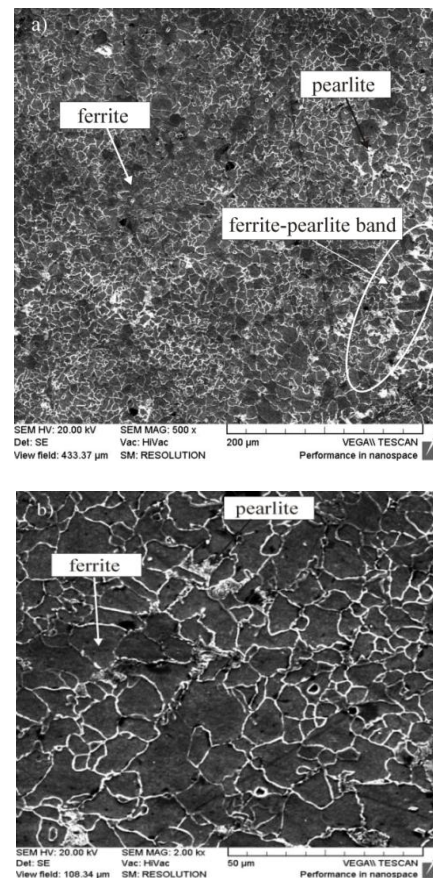 a)
ferrite
pearlite
ferrite-pearlite band
SEM HV: 20.00 kV SEM MAG: 500 x
Det: SE Vac: HiVac 200 µm VEGA\\ TESCAN
View field: 433.37 µm SM: RESOLUTION Performance in nanospace
b)
pearlite
ferrite
SEM HV: 20.00 kV SEM MAG: 2.00 kx
Det: SE Vac: HiVac 50 µm VEGA\\ TESCAN
View field: 108.34 µm SM: RESOLUTION Performance in nanospace